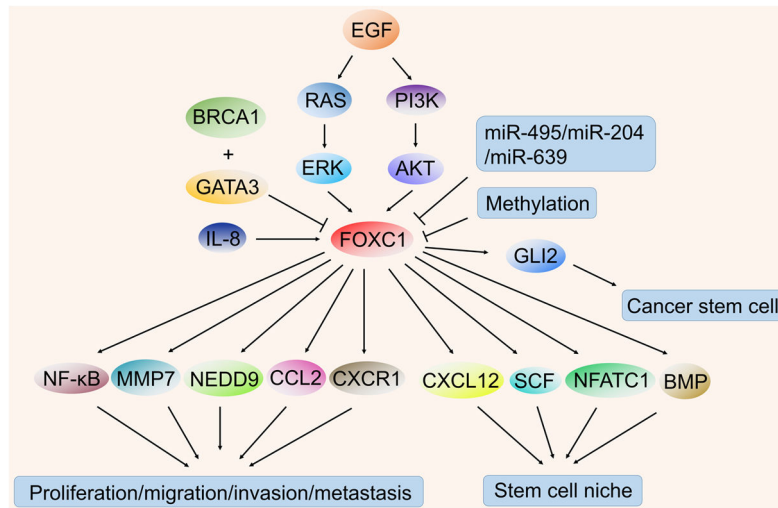 EGF
RAS
PI3K
BRCA1
+
GATA3
ERK
AKT
miR-495/miR-204
/miR-639
Methylation
IL-8
FOXC1
GLI2
Cancer stem cell
NF-κB
MMP7
NEDD9
CCL2
CXCR1
CXCL12
SCF
NFATC1
BMP
Proliferation/migration/invasion/metastasis
Stem cell niche